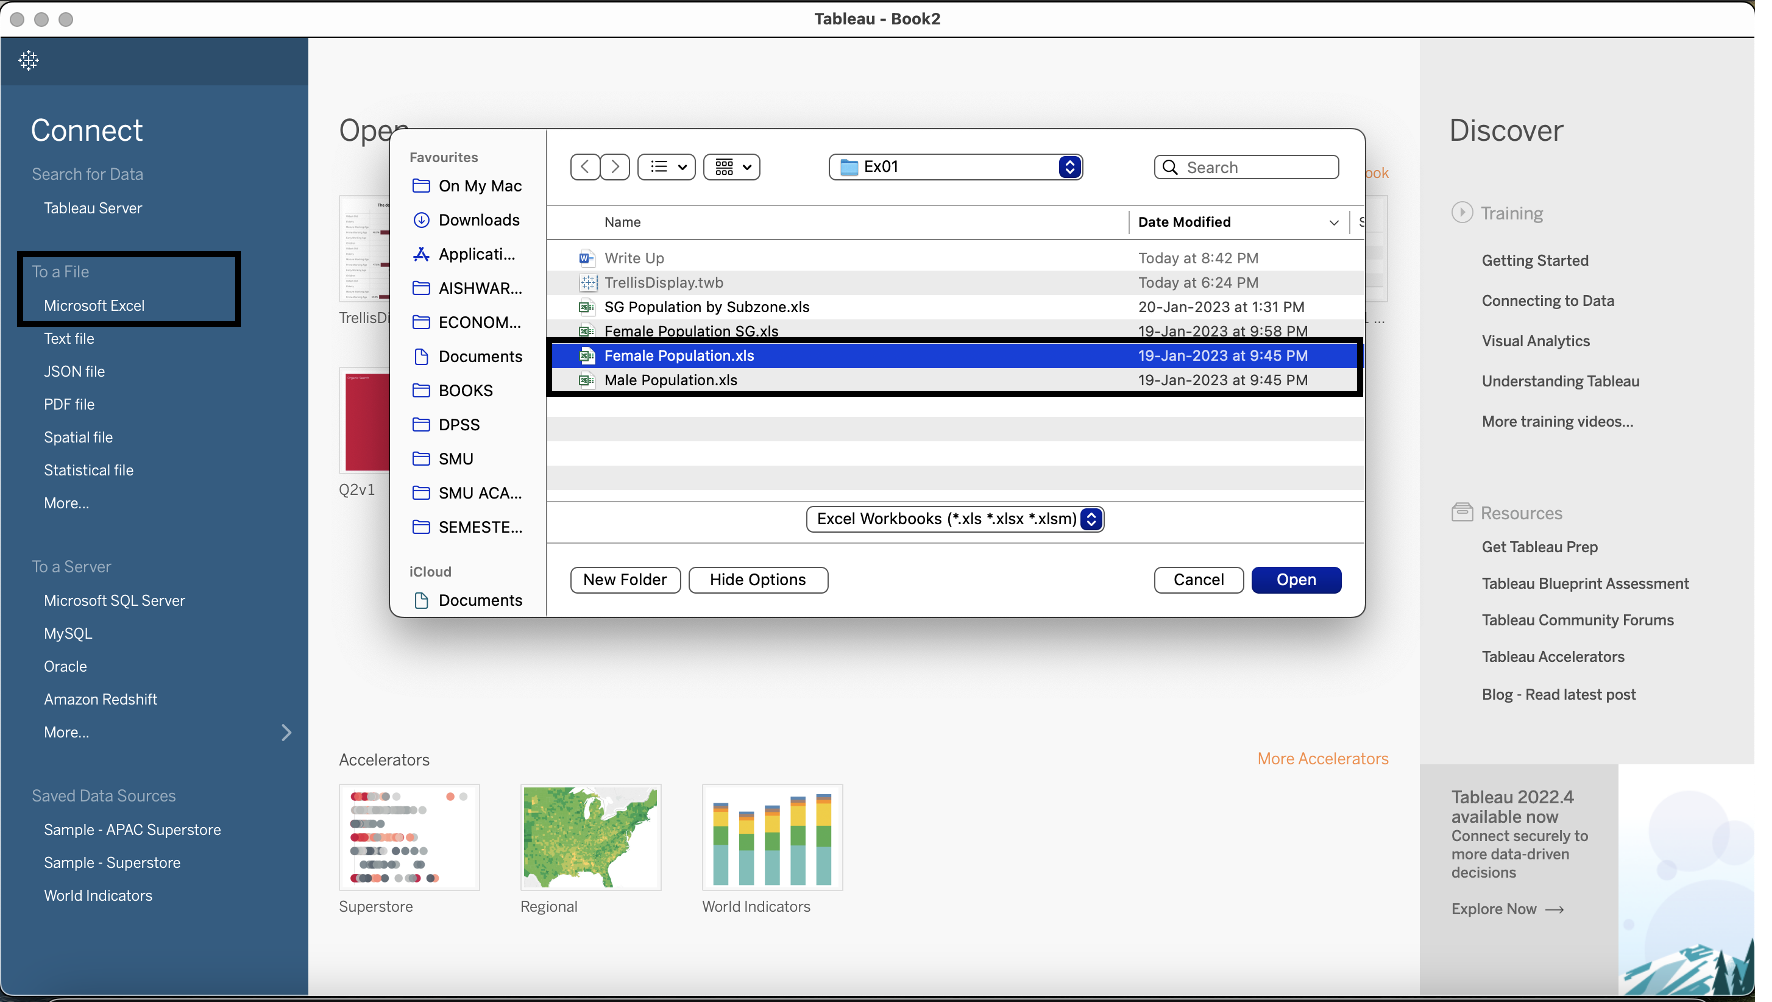 Tableau - Book2
Connect
Search for Data
Tableau Server
To a File
Microsoft Excel
Text file
JSON file
PDF file
Spatial file
Statistical file
More...
To a Server
Microsoft SQL Server
MySQL
Oracle
Amazon Redshift
More...
Saved Data Sources
Sample - APAC Superstore
Sample - Superstore
World Indicators
Open
TrellisDi
Q2v1
Favourites
On My Mac
Downloads
Applicati...
AISHWAR...
ECONOM...
Documents
BOOKS
DPSS
SMU
SMU ACA...
SEMESTE...
iCloud
Documents
Ex01
Search
Name Date Modified
Write Up Today at 8:42 PM
TrellisDisplay.twb Today at 6:24 PM
SG Population by Subzone.xls 20-Jan-2023 at 1:31 PM
Female Population SG.xls 19-Jan-2023 at 9:58 PM
Female Population.xls 19-Jan-2023 at 9:45 PM
Male Population.xls 19-Jan-2023 at 9:45 PM
Excel Workbooks (*.xls *.xlsx *.xlsm)
New Folder Hide Options Cancel Open
ook
...
Accelerators More Accelerators
Superstore Regional World Indicators
Discover
Training
Getting Started
Connecting to Data
Visual Analytics
Understanding Tableau
More training videos...
Resources
Get Tableau Prep
Tableau Blueprint Assessment
Tableau Community Forums
Tableau Accelerators
Blog - Read latest post
Tableau 2022.4
available now
Connect securely to
more data-driven
decisions
Explore Now →